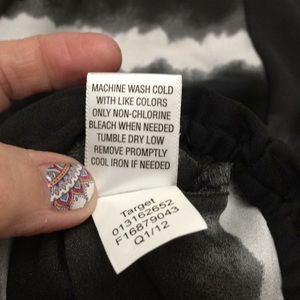 MACHINE WASH COLD
WITH LIKE COLORS
ONLY NON-CHLORINE
BLEACH WHEN NEEDED
TUMBLE DRY LOW
REMOVE PROMPTLY
COOL IRON IF NEEDED
Target
013162652
F16879043
Q1/12